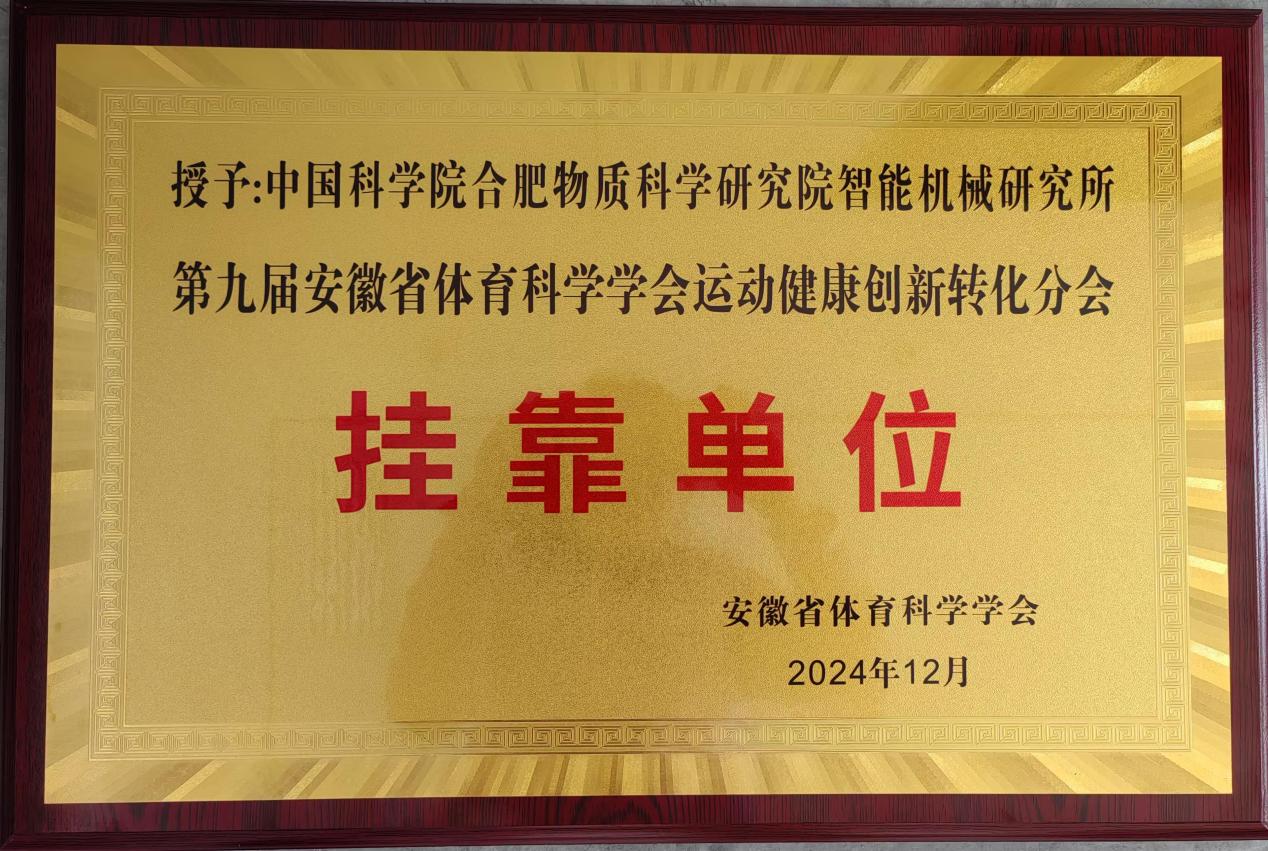 授予:中国科学院合肥物质科学研究院智能机械研究所
第九届安徽省体育科学学会运动健康创新转化分会
挂靠单位
安徽省体育科学学会
2024年12月